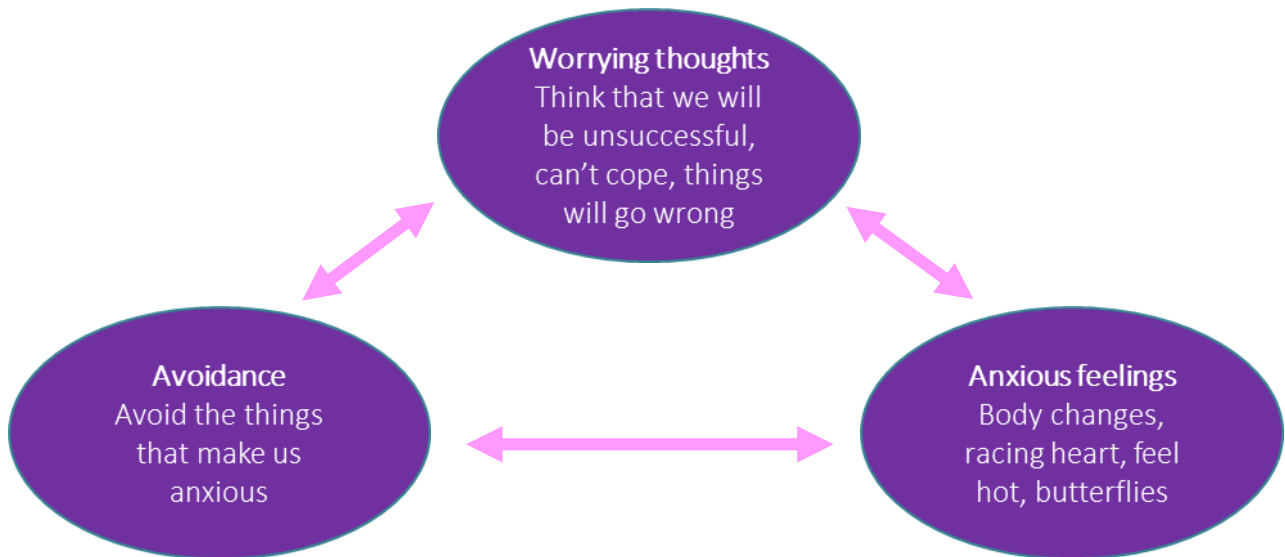 Worrying thoughts
Think that we will
be unsuccessful,
can’t cope, things
will go wrong
Avoidance
Avoid the things
that make us
anxious
Anxious feelings
Body changes,
racing heart, feel
hot, butterflies